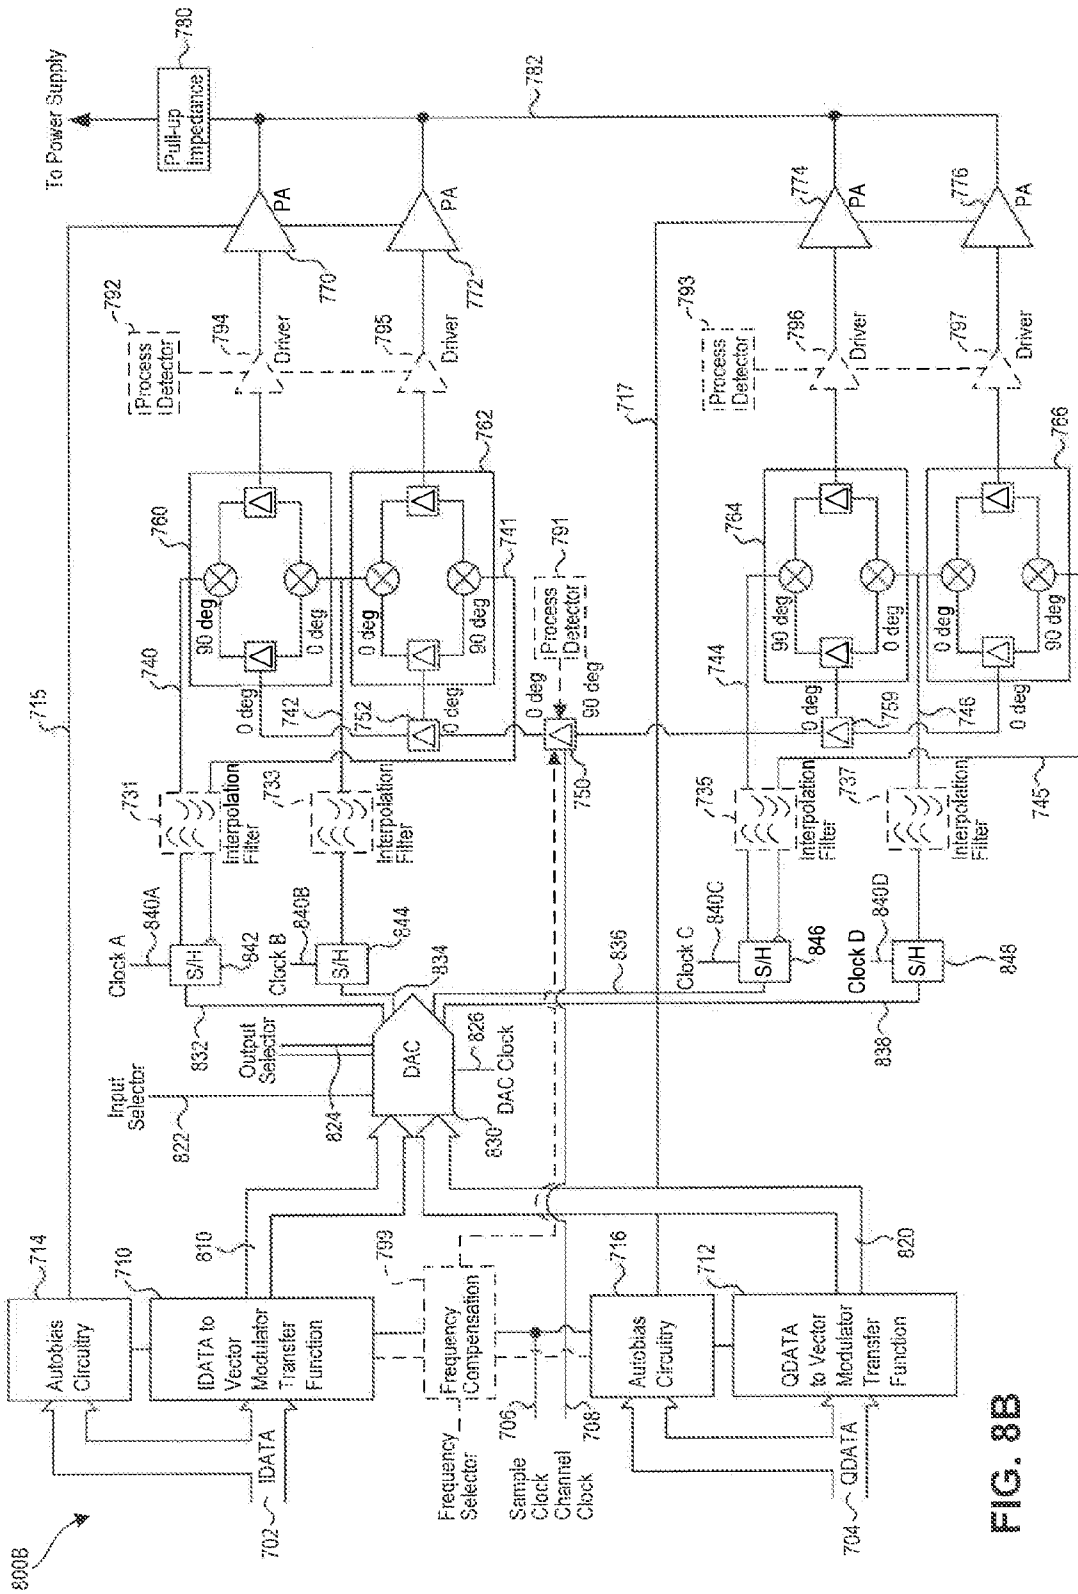 800B
702
IDATA
714
Autobias
Circuitry
710
IDATA to
Vector
Modulator
Transfer
Function
Frequency
Selector
799
Frequency
Compensation
Sample
Clock
706
Channel
Clock
708
716
Autobias
Circuitry
712
QDATA
to Vector
Modulator
Transfer
Function
704
QDATA
810
820
Input
Selector
822
Output
Selector
824
DAC
830
826
DAC Clock
832
834
836
838
Clock A
840A
S/H
842
Clock B
840B
S/H
844
Clock C
840C
S/H
846
Clock D
840D
S/H
848
731
Interpolation
Filter
733
Interpolation
Filter
735
Interpolation
Filter
737
Interpolation
Filter
745
715
740
0 deg
742
752
0 deg
0 deg
750
90 deg
791
Process
Detector
741
760
90 deg
0 deg
762
0 deg
90 deg
717
744
0 deg
759
746
0 deg
764
90 deg
0 deg
766
0 deg
90 deg
792
Process
Detector
794
Driver
795
Driver
793
Process
Detector
796
Driver
797
Driver
770
PA
772
PA
774
PA
776
PA
782
To Power Supply
780
Pull-up
Impedance
FIG. 8B